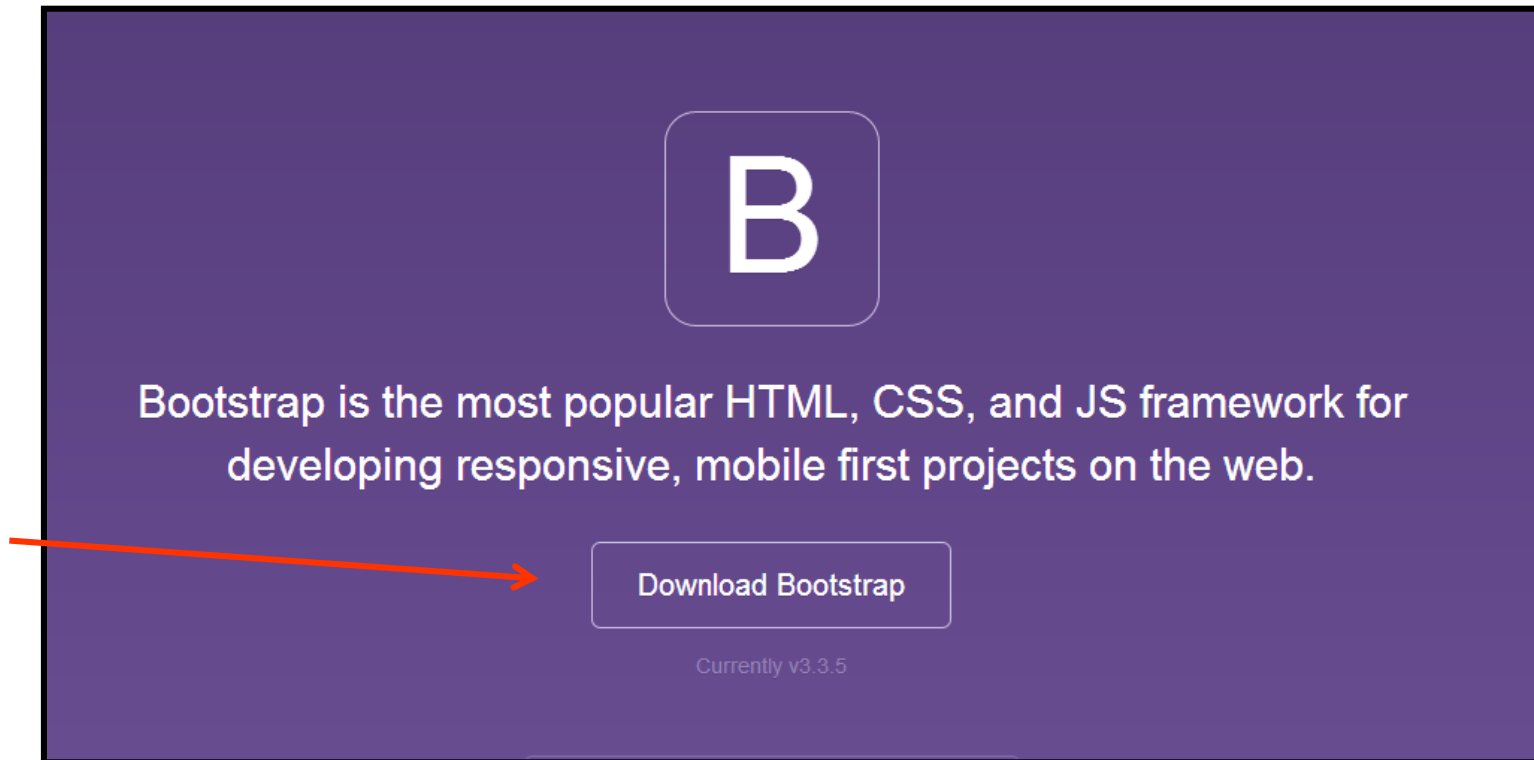 B
Bootstrap is the most popular HTML, CSS, and JS framework for
developing responsive, mobile first projects on the web.
Download Bootstrap
Currently v3.3.5